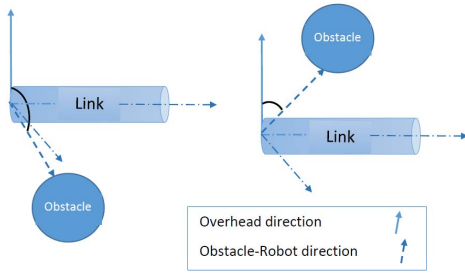 Obstacle
Link
Link
Obstacle
Overhead direction
Obstacle-Robot direction